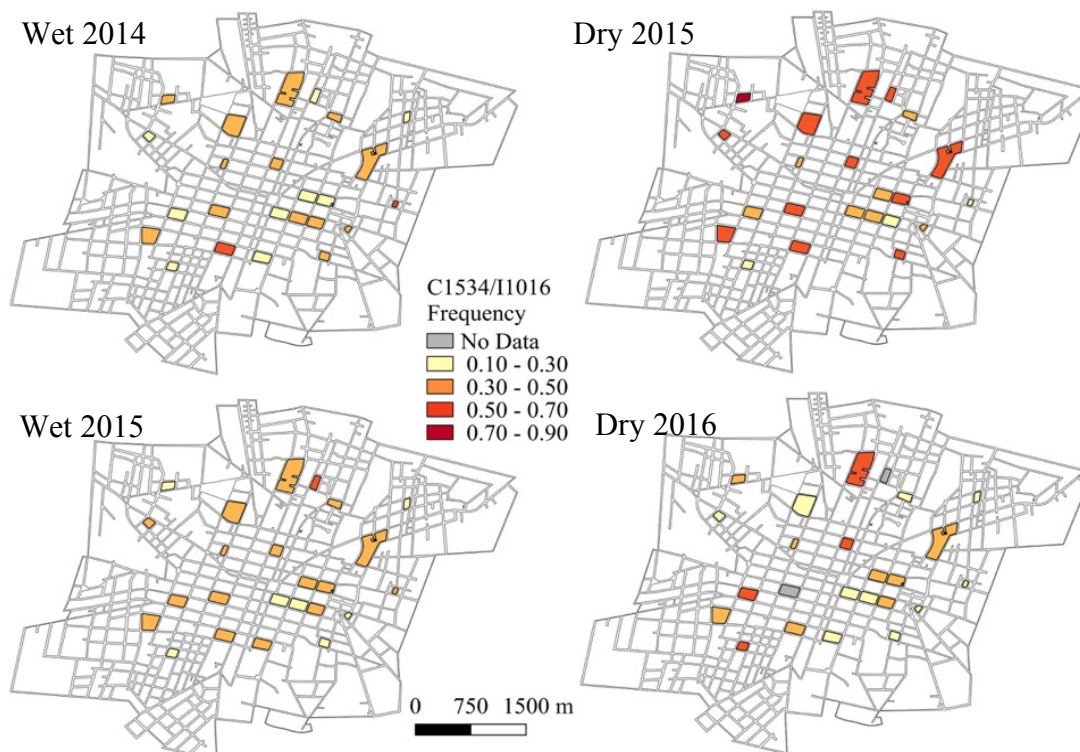 Wet 2014
Dry 2015
C1534/I1016
Frequency
No Data
0.10 - 0.30
0.30 - 0.50
0.50 - 0.70
0.70 - 0.90
Wet 2015
Dry 2016
0 750 1500 m